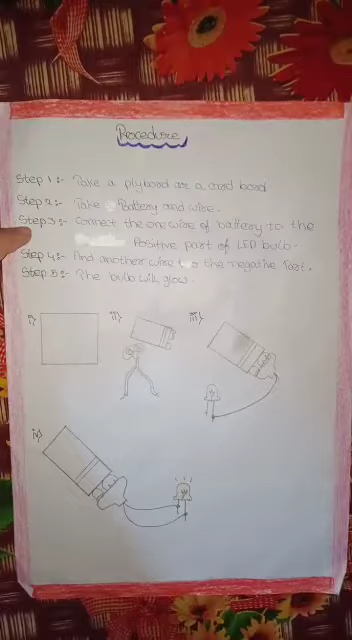 Procedure
Step 1:- Take a plyboard or a card board
Step 2:- Take Battery and wire.
Step 3:- Connect the one wire of battery to the
Positive part of LED bulb.
Step 4:- And another wire to the negative Part.
Step 5:- The bulb will glow.
i) ii) iii)
iv)